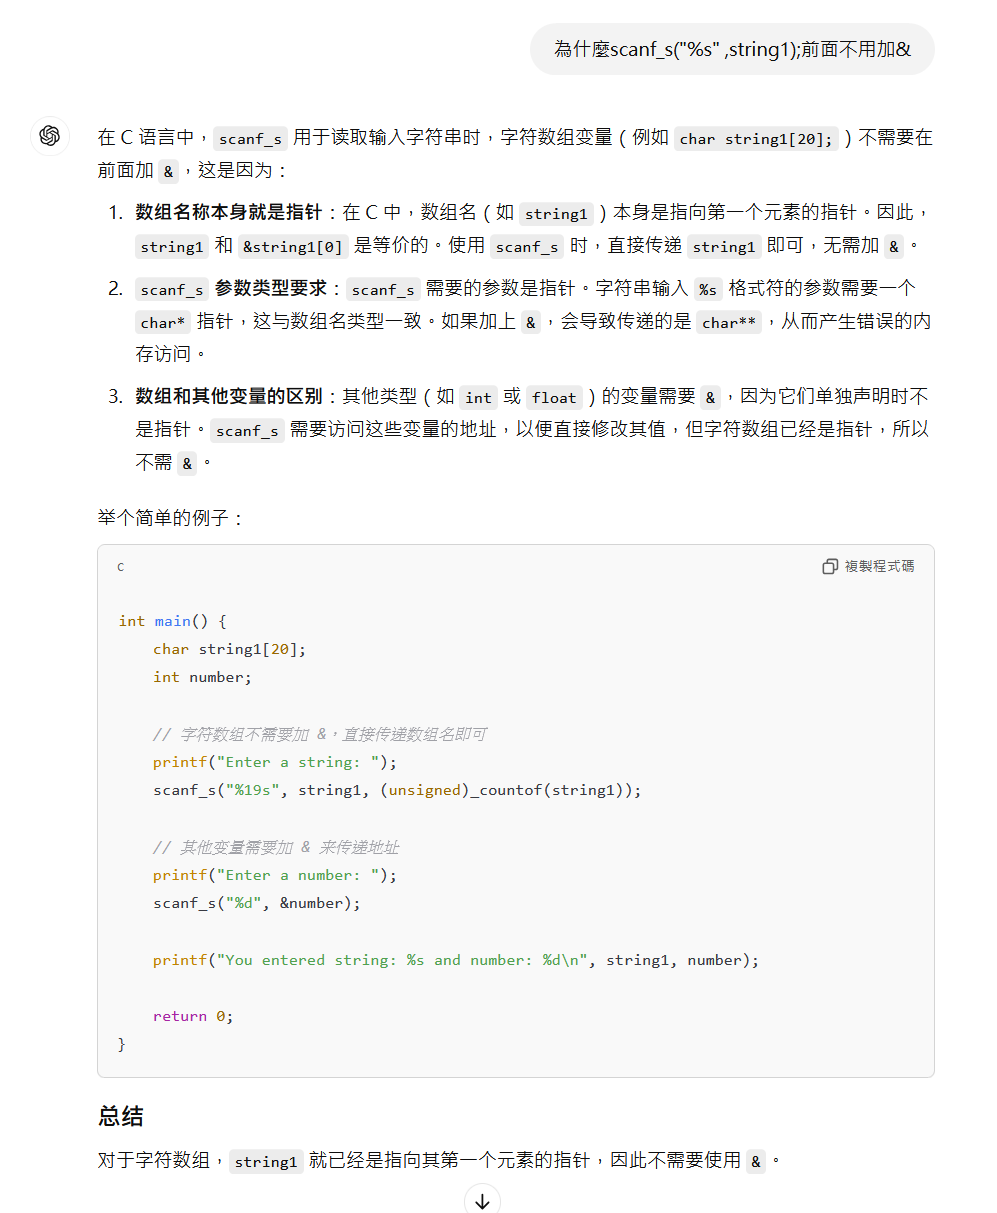 為什麼scanf_s("%s" ,string1);前面不用加&
在 C 语言中，scanf_s 用于读取输入字符串时，字符数组变量（例如 char string1[20]; ）不需要在
前面加 &，这是因为：
1. 数组名称本身就是指针：在 C 中，数组名（如 string1 ）本身是指向第一个元素的指针。因此，
string1 和 &string1[0] 是等价的。使用 scanf_s 时，直接传递 string1 即可，无需加 & 。
2. scanf_s 参数类型要求：scanf_s 需要的参数是指针。字符串输入 %s 格式符的参数需要一个
char* 指针，这与数组名类型一致。如果加上 &，会导致传递的是 char**，从而产生错误的内
存访问。
3. 数组和其他变量的区别：其他类型（如 int 或 float ）的变量需要 &，因为它们单独声明时不
是指针。scanf_s 需要访问这些变量的地址，以便直接修改其值，但字符数组已经是指针，所以
不需 & 。
举个简单的例子：
c 複製程式碼
int main() {
    char string1[20];
    int number;
    // 字符数组不需要加 &，直接传递数组名即可
    printf("Enter a string: ");
    scanf_s("%19s", string1, (unsigned)_countof(string1));
    // 其他变量需要加 & 来传递地址
    printf("Enter a number: ");
    scanf_s("%d", &number);
    printf("You entered string: %s and number: %d\n", string1, number);
    return 0;
}
总结
对于字符数组，string1 就已经是指向其第一个元素的指针，因此不需要使用 & 。